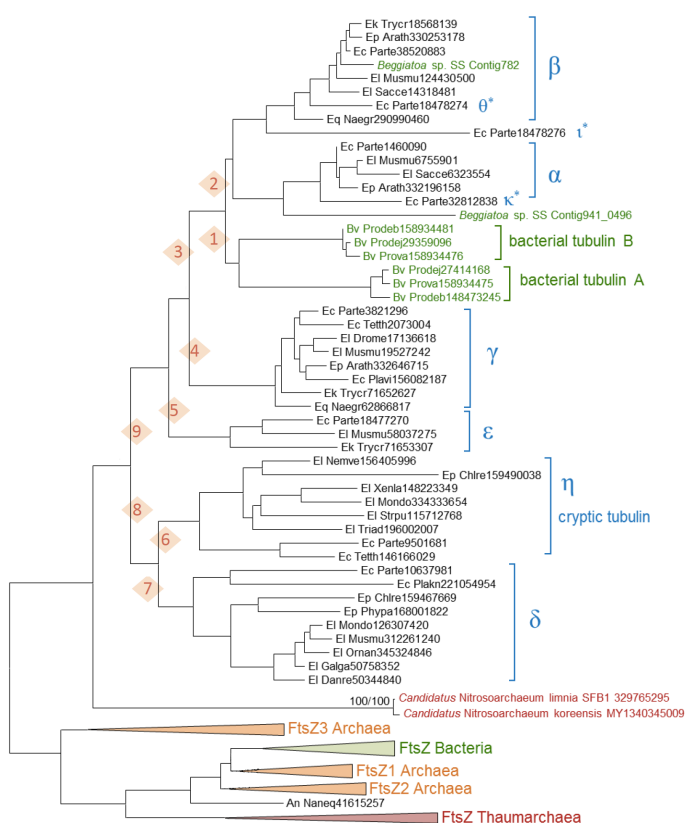 Ek Trycr18568139
Ep Arath330253178
Ec Parte38520883
Beggiatoa sp. SS Contig782
El Musmu124430500
El Sacce14318481
Ec Parte18478274 θ*
Eq Naegr290990460
β
Ec Parte18478276 ι*
Ec Parte1460090
El Musmu6755901
El Sacce6323554
Ep Arath332196158
Ec Parte32812838 κ*
α
Beggiatoa sp. SS Contig941_0496
2
1
3
Bv Prodeb158934481
Bv Prodej29359096
Bv Prova158934476
bacterial tubulin B
Bv Prodej27414168
Bv Prova158934475
Bv Prodeb148473245
bacterial tubulin A
Ec Parte3821296
Ec Tetth2073004
El Drome17136618
El Musmu19527242
Ep Arath332646715
Ec Plavi156082187
Ek Trycr71652627
Eq Naegr62866817
γ
4
5
9
Ec Parte18477270
El Musmu58037275
Ek Trycr71653307
ε
El Nemve156405996
Ep Chlre159490038
El Xenla148223349
El Mondo334333654
El Strpu115712768
El Triad196002007
Ec Parte9501681
Ec Tetth146166029
η
cryptic tubulin
8
6
7
Ec Parte10637981
Ec Plakn221054954
Ep Chlre159467669
Ep Phypa168001822
El Mondo126307420
El Musmu312261240
El Ornan345324846
El Galga50758352
El Danre50344840
δ
100/100
Candidatus Nitrosoarchaeum limnia SFB1 329765295
Candidatus Nitrosoarchaeum koreensis MY1340345009
FtsZ3 Archaea
FtsZ Bacteria
FtsZ1 Archaea
FtsZ2 Archaea
An Naneq41615257
FtsZ Thaumarchaea